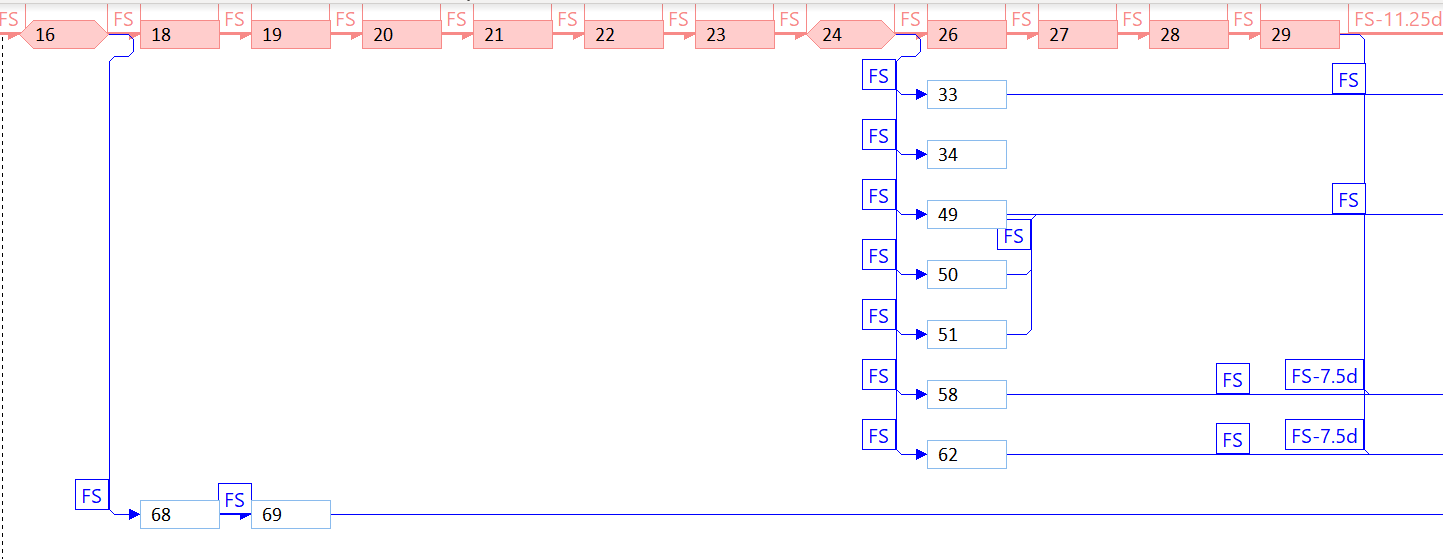 FS FS FS FS FS FS FS FS FS FS FS FS FS-11.25d
16 18 19 20 21 22 23 24 26 27 28 29
FS FS
33
FS
34
FS FS
49
FS
FS
50
FS
51
FS FS FS-7.5d
58
FS FS FS-7.5d
62
FS FS
68 69